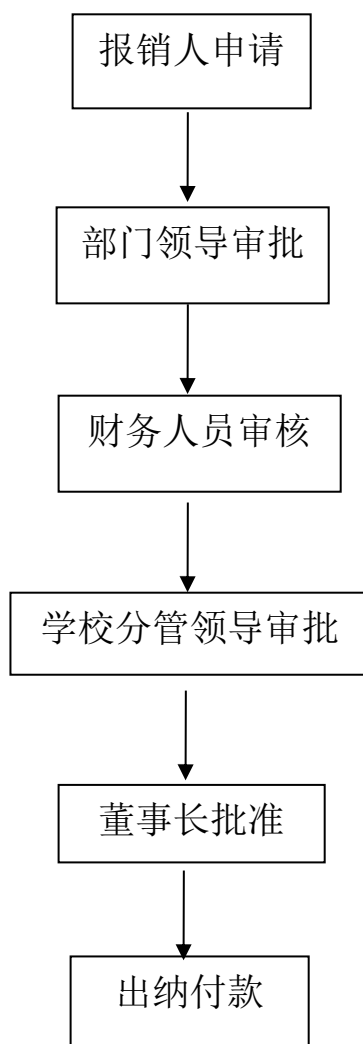 报销人申请
部门领导审批
财务人员审核
学校分管领导审批
董事长批准
出纳付款